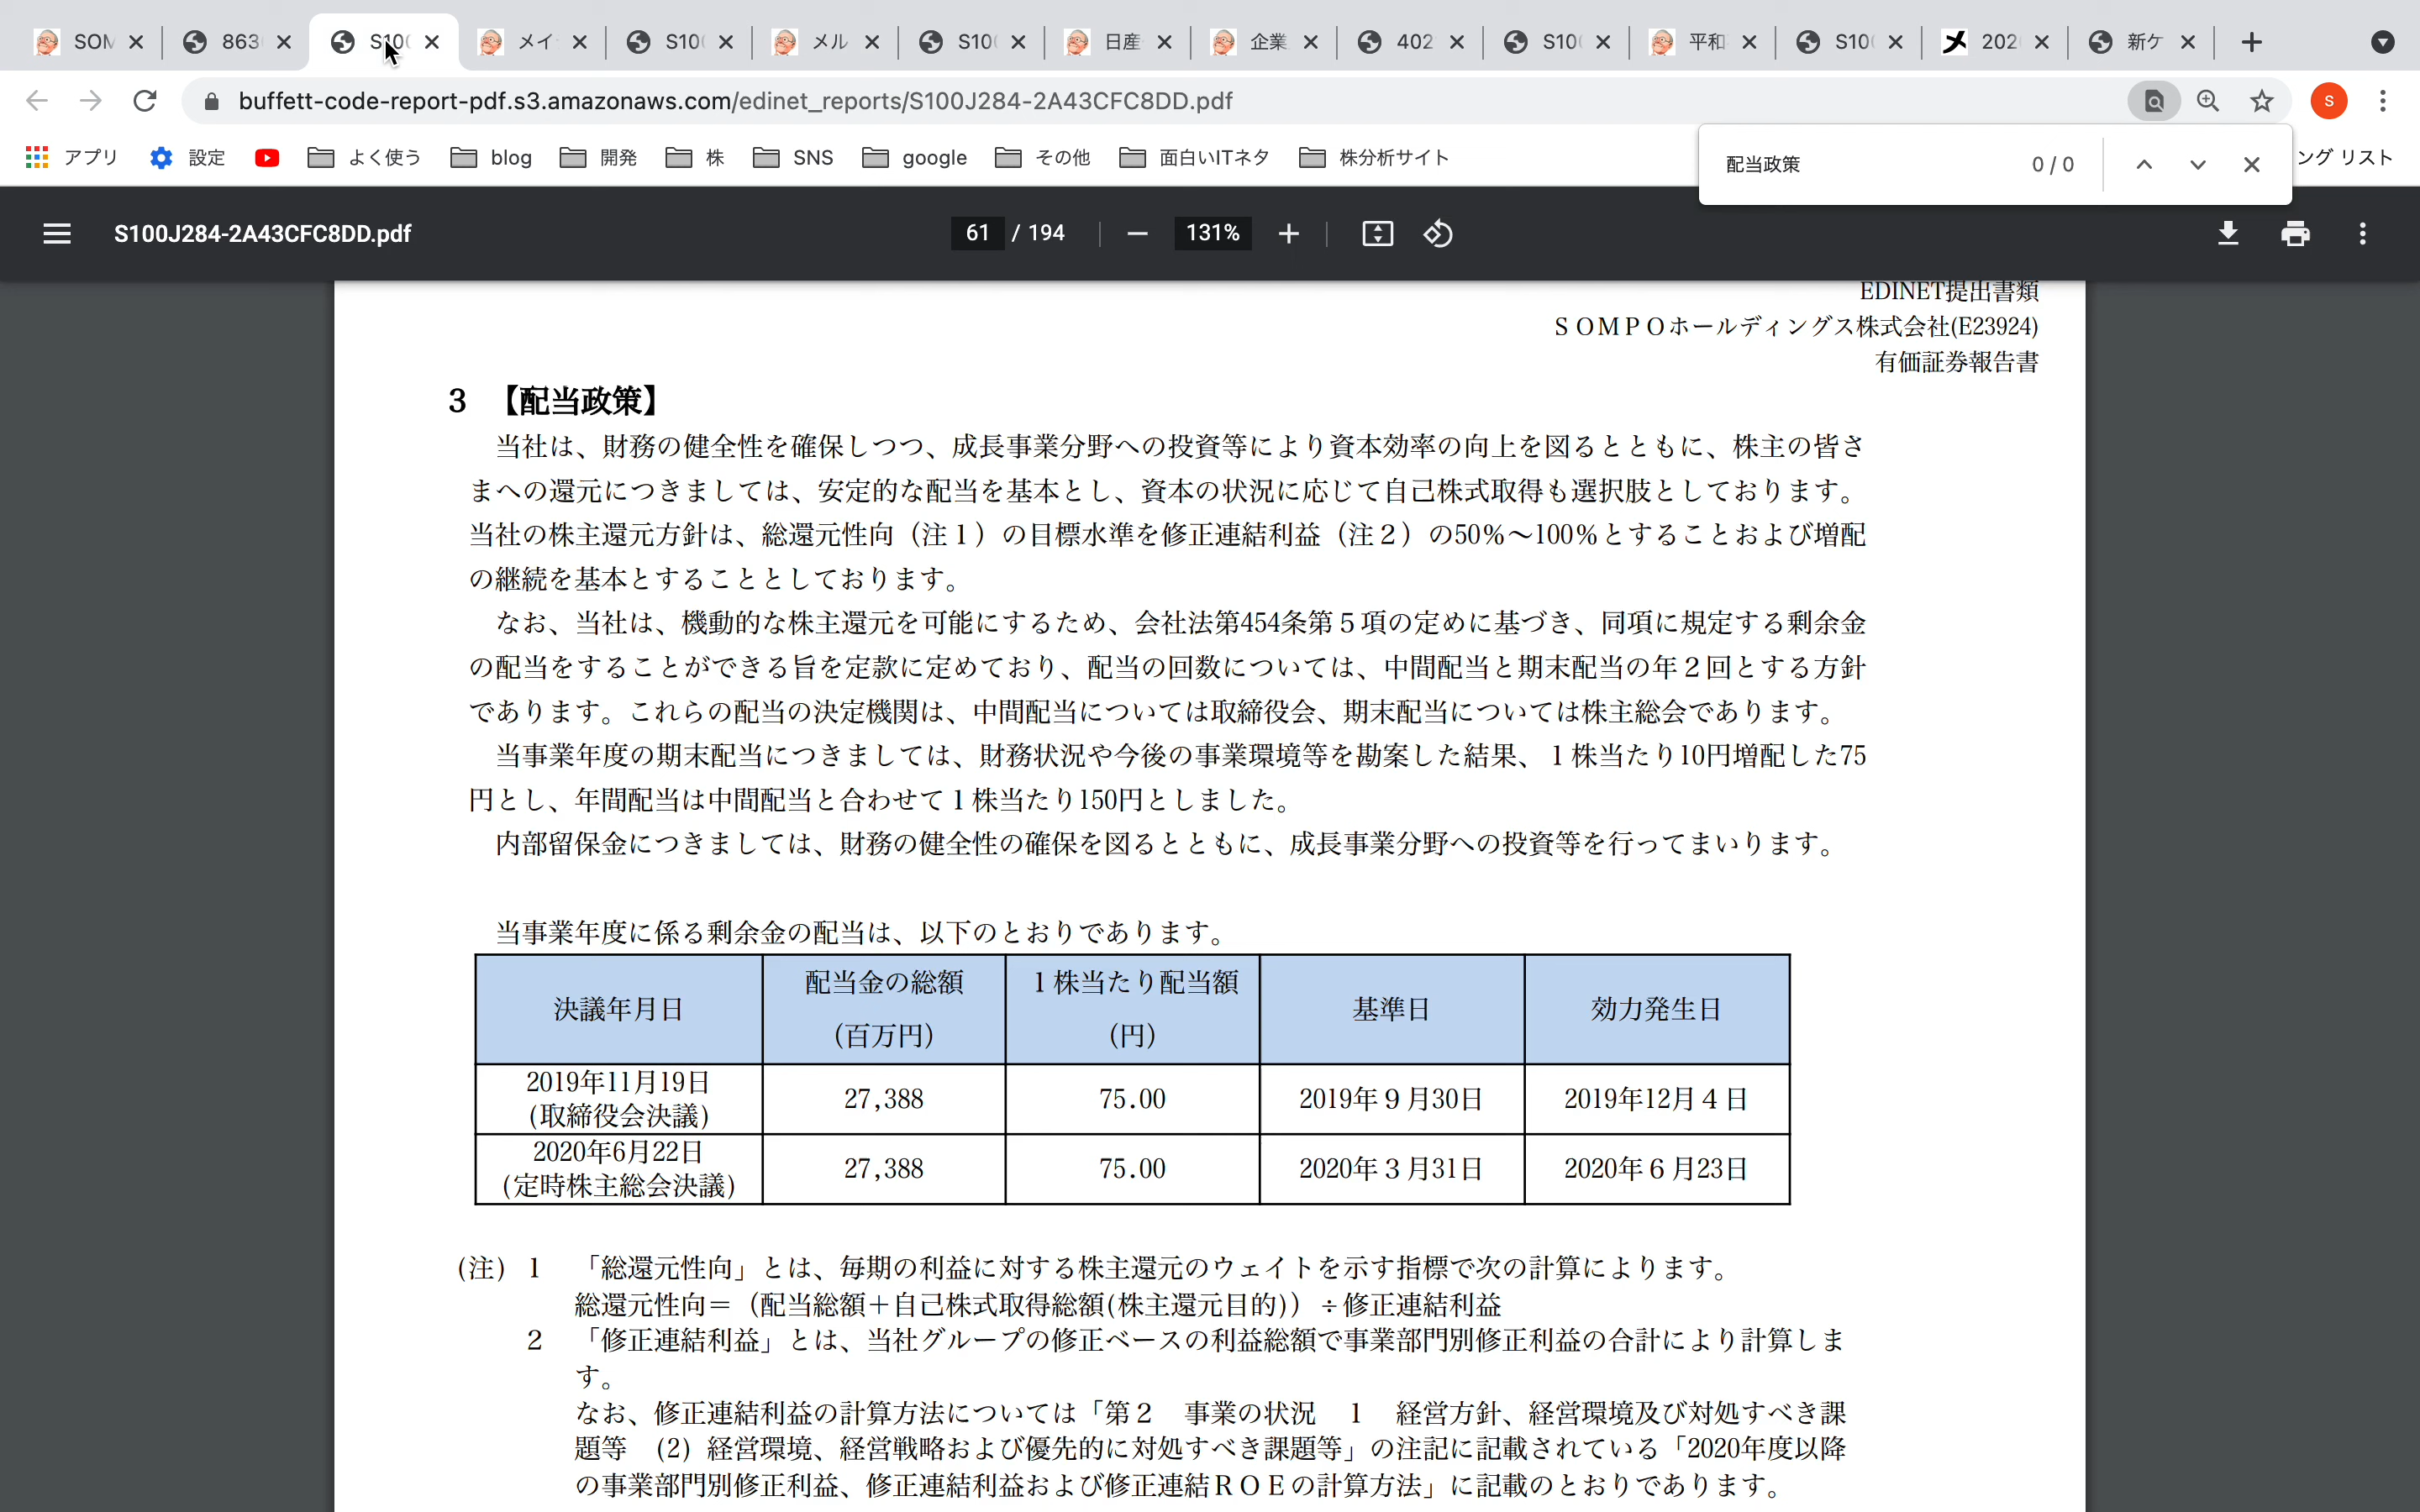 SOM
863
S10
メイ
S10
メル
S10
日産
企業
402
S10
平和
S10
202
新ケ
buffett-code-report-pdf.s3.amazonaws.com/edinet_reports/S100J284-2A43CFC8DD.pdf
S
アプリ
設定
よく使う
blog
開発
株
SNS
google
その他
面白いITネタ
株分析サイト
ング リスト
配当政策
0 / 0
S100J284-2A43CFC8DD.pdf
61 / 194
131%
EDINET提出書類
ＳＯＭＰＯホールディングス株式会社(E23924)
有価証券報告書
３ 【配当政策】
当社は、財務の健全性を確保しつつ、成長事業分野への投資等により資本効率の向上を図るとともに、株主の皆さ
まへの還元につきましては、安定的な配当を基本とし、資本の状況に応じて自己株式取得も選択肢としております。
当社の株主還元方針は、総還元性向（注１）の目標水準を修正連結利益（注２）の50％～100％とすることおよび増配
の継続を基本とすることとしております。
なお、当社は、機動的な株主還元を可能にするため、会社法第454条第５項の定めに基づき、同項に規定する剰余金
の配当をすることができる旨を定款に定めており、配当の回数については、中間配当と期末配当の年２回とする方針
であります。これらの配当の決定機関は、中間配当については取締役会、期末配当については株主総会であります。
当事業年度の期末配当につきましては、財務状況や今後の事業環境等を勘案した結果、１株当たり10円増配した75
円とし、年間配当は中間配当と合わせて１株当たり150円としました。
内部留保金につきましては、財務の健全性の確保を図るとともに、成長事業分野への投資等を行ってまいります。
当事業年度に係る剰余金の配当は、以下のとおりであります。
決議年月日
配当金の総額
（百万円）
１株当たり配当額
（円）
基準日
効力発生日
2019年11月19日
（取締役会決議）
27,388
75.00
2019年９月30日
2019年12月４日
2020年6月22日
（定時株主総会決議）
27,388
75.00
2020年３月31日
2020年６月23日
（注） １ 「総還元性向」とは、毎期の利益に対する株主還元のウェイトを示す指標で次の計算によります。
総還元性向＝（配当総額＋自己株式取得総額(株主還元目的)）÷修正連結利益
２ 「修正連結利益」とは、当社グループの修正ベースの利益総額で事業部門別修正利益の合計により計算しま
す。
なお、修正連結利益の計算方法については「第２ 事業の状況 １ 経営方針、経営環境及び対処すべき課
題等 (2) 経営環境、経営戦略および優先的に対処すべき課題等」の注記に記載されている「2020年度以降
の事業部門別修正利益、修正連結利益および修正連結ＲＯＥの計算方法」に記載のとおりであります。